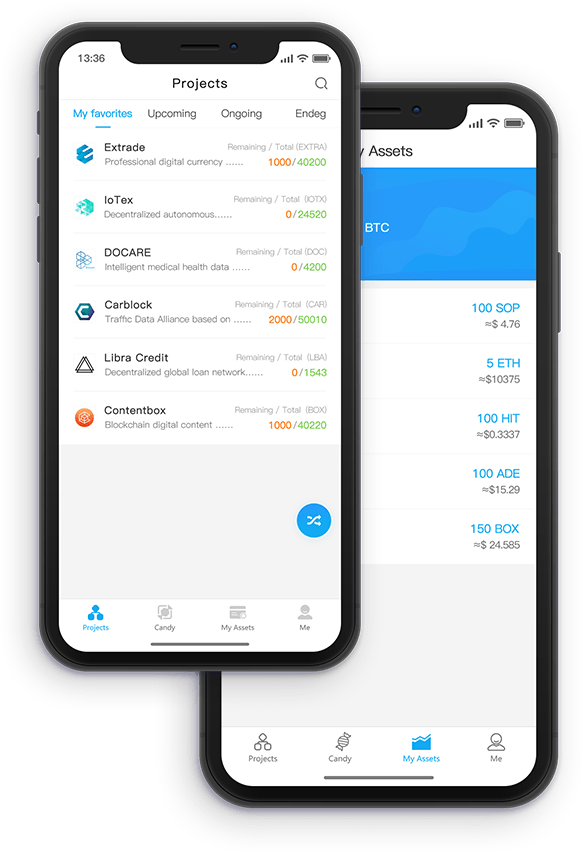 13:36
Projects
My favorites Upcoming Ongoing Endeg
Extrade Remaining / Total (EXTRA)
Professional digital currency ...... 1000/40200
IoTex Remaining / Total (IOTX)
Decentralized autonomous...... 0/24520
DOCARE Remaining / Total (DOC)
Intelligent medical health data ...... 0/4200
Carblock Remaining / Total (CAR)
Traffic Data Alliance based on ...... 2000/50010
Libra Credit Remaining / Total (LBA)
Decentralized global loan network...... 0/1543
Contentbox Remaining / Total (BOX)
Blockchain digital content ...... 1000/40220
Projects Candy My Assets Me
y Assets
BTC
100 SOP
≈$ 4.76
5 ETH
≈$10375
100 HIT
≈$0.3337
100 ADE
≈$15.29
150 BOX
≈$ 24.585
Projects Candy My Assets Me